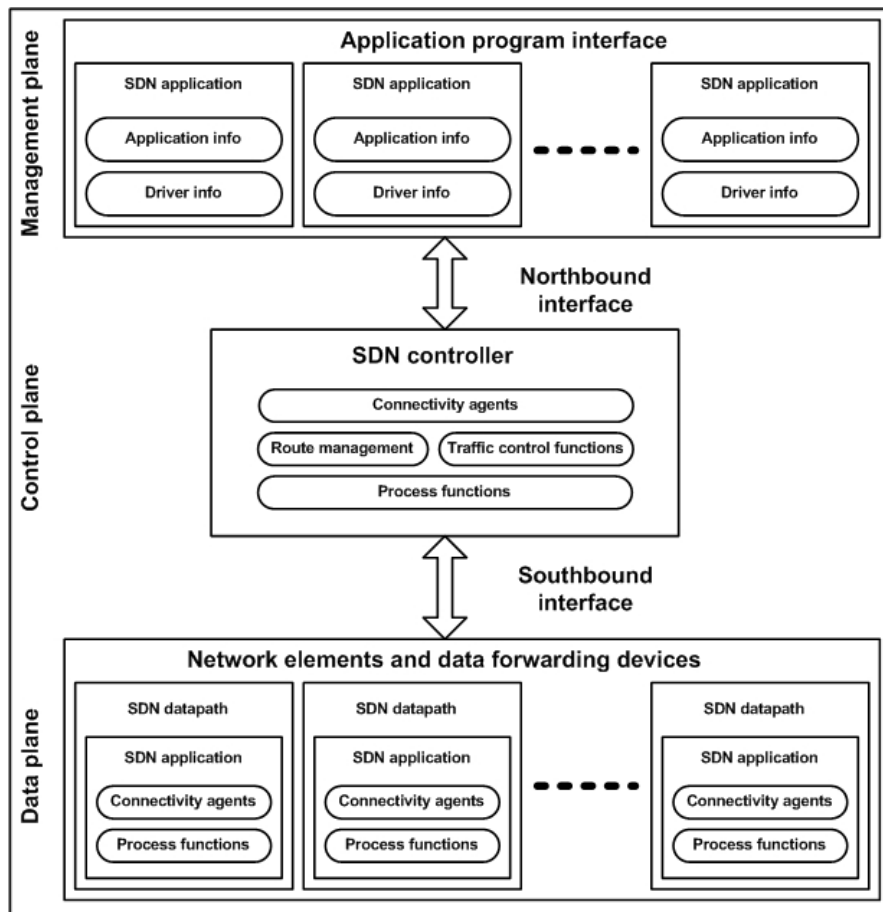 Management plane
Application program interface
SDN application
Application info
Driver info
SDN application
Application info
Driver info
SDN application
Application info
Driver info
Northbound
interface
Control plane
SDN controller
Connectivity agents
Route management
Traffic control functions
Process functions
Southbound
interface
Data plane
Network elements and data forwarding devices
SDN datapath
SDN application
Connectivity agents
Process functions
SDN datapath
SDN application
Connectivity agents
Process functions
SDN datapath
SDN application
Connectivity agents
Process functions